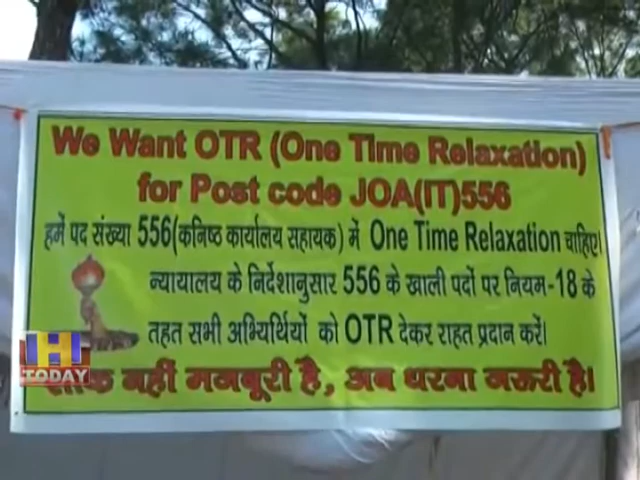 We Want OTR (One Time Relaxation)
for Post code JOA(IT)556
हमें पद संख्या 556(कनिष्ठ कार्यालय सहायक) में One Time Relaxation चाहिए।
न्यायालय के निर्देशानुसार 556 के खाली पदों पर नियम-18 के
तहत सभी अभ्यिर्थियों को OTR देकर राहत प्रदान करें।
नहीं मजबूरी है, अब धरना जरूरी है।
H
TODAY